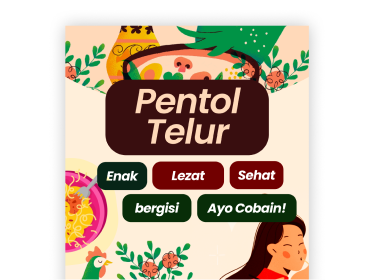 Pentol
Telur
Enak
Lezat
Sehat
bergisi
Ayo Cobain!